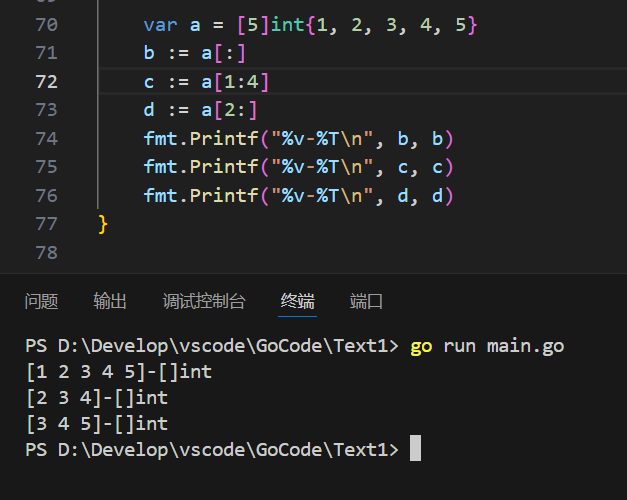 70 var a = [5]int{1, 2, 3, 4, 5}
71 b := a[:]
72 c := a[1:4]
73 d := a[2:]
74 fmt.Printf("%v-%T\n", b, b)
75 fmt.Printf("%v-%T\n", c, c)
76 fmt.Printf("%v-%T\n", d, d)
77 }
78
问题 输出 调试控制台 终端 端口
PS D:\Develop\vscode\GoCode\Text1> go run main.go
[1 2 3 4 5]-[]int
[2 3 4]-[]int
[3 4 5]-[]int
PS D:\Develop\vscode\GoCode\Text1>